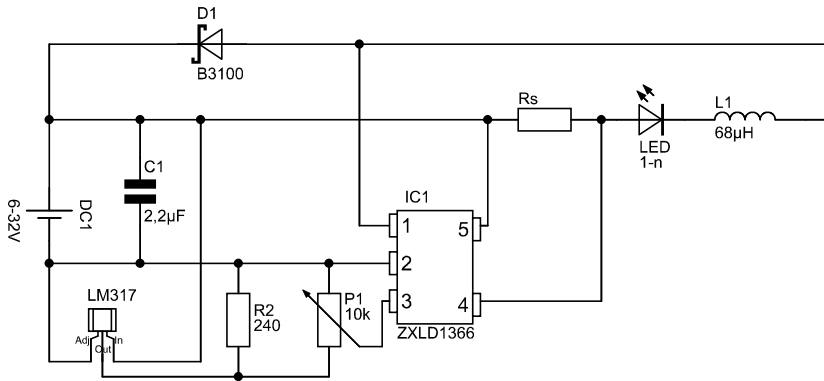 D1
B3100
Rs
L1
68µH
LED
1-n
C1
2,2µF
DC1
6-32V
IC1
1
5
2
3
4
ZXLD1366
LM317
Adj
Out
In
R2
240
P1
10k